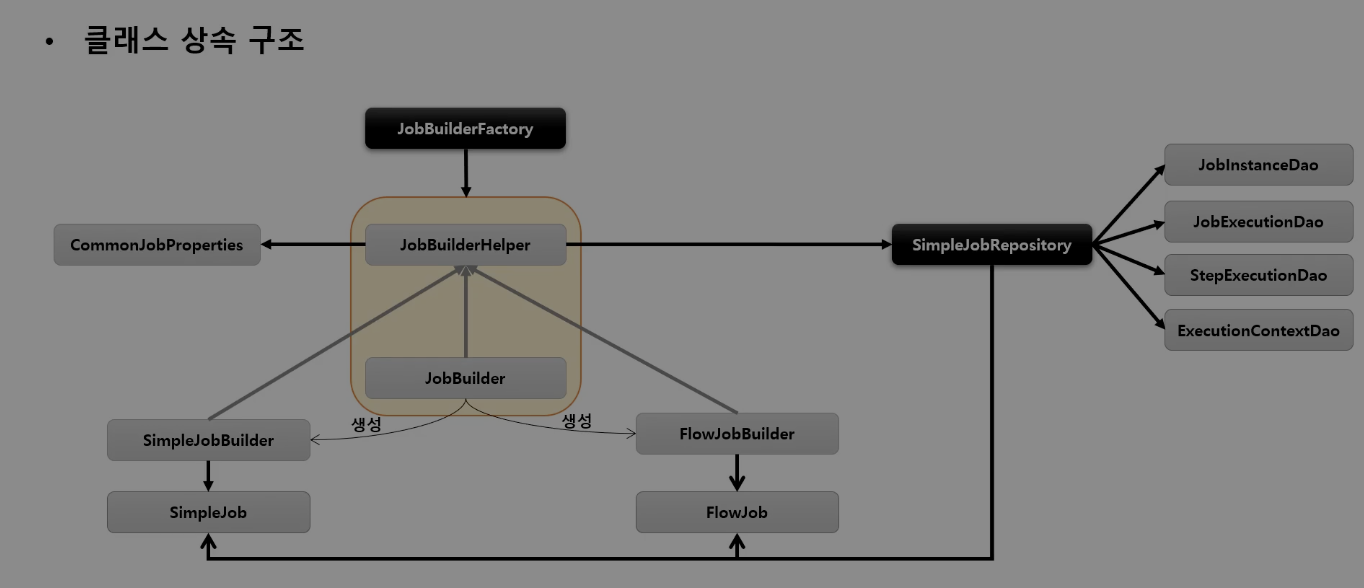 • 클래스 상속 구조
JobBuilderFactory
JobInstanceDao
JobExecutionDao
CommonJobProperties
JobBuilderHelper
SimpleJobRepository
StepExecutionDao
ExecutionContextDao
JobBuilder
생성
생성
SimpleJobBuilder
FlowJobBuilder
SimpleJob
FlowJob